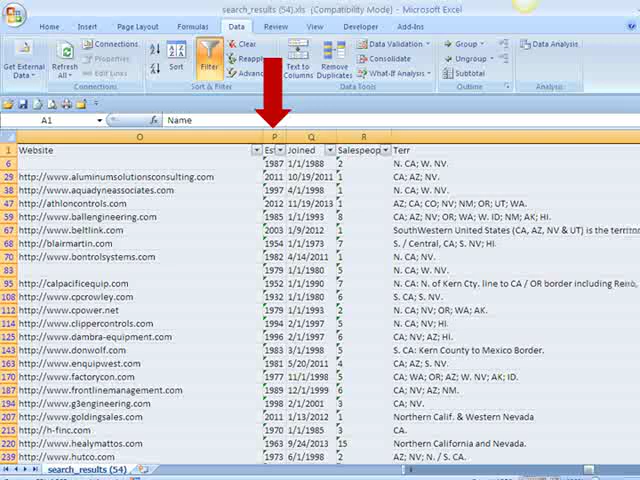 search_results (54).xls [Compatibility Mode] - Microsoft Excel
Home Insert Page Layout Formulas Data Review View Developer Add-Ins
Get External Data Refresh All Connections Properties Edit Links Sort Filter Clear Reapply Advanced Text to Columns Remove Duplicates Data Validation Consolidate What-If Analysis Group Ungroup Subtotal Data Analysis
Connections Sort & Filter Data Tools Outline Analysis
A1 fx Name
O P Q R
1 Website Est Joined Salespeop Terr
6 1987 1/1/1988 2 N. CA; W. NV.
29 http://www.aluminumsolutionsconsulting.com 2011 10/19/2011 1 CA; AZ; NV.
38 http://www.aquadyneassociates.com 1997 4/1/1998 1 N. CA; W. NV.
47 http://athloncontrols.com 2012 11/19/2013 1 AZ; CA; CO; NV; NM; OR; UT; WA.
59 http://www.ballengineering.com 1985 1/1/1993 8 CA; AZ; NV; OR; WA; W. ID; NM; AK; HI.
67 http://www.beltlink.com 2003 1/9/2012 1 SouthWestern United States (CA, AZ, NV & UT) is the territor
68 http://blairmartin.com 1954 1/1/1973 7 S. / Central, CA; S. NV; HI.
70 http://www.bontrolsystems.com 1982 4/14/2011 1 N. CA; N. NV.
83 1979 1/1/1980 5 N. CA; W. NV.
95 http://calpacificequip.com 1952 1/1/1990 7 N. CA: N. of Kern Cty. line to CA / OR border including Reno,
108 http://www.cpcrowley.com 1932 1/1/1980 6 S. CA; S. NV.
112 http://www.cpower.net 1979 1/1/1993 2 N. CA; NV; OR; WA; AK.
114 http://www.clippercontrols.com 1994 2/1/1997 5 N. CA; NV; HI.
125 http://www.dambra-equipment.com 1996 2/1/1998 6 CA; NV; AZ; HI.
143 http://www.donwolf.com 1983 3/1/1998 5 S. CA: Kern County to Mexico Border.
163 http://www.enquipwest.com 1981 5/20/2011 4 S. CA; AZ; S. NV.
177 http://www.factorycon.com 1977 11/1/1998 5 CA; WA; OR; AZ; W. NV; AK; ID.
187 http://www.frontlinemanagement.com 1989 12/1/1999 6 CA; NV; AZ; NM.
194 http://www.g3engineering.com 1998 2/1/2001 3 CA; NV.
207 http://www.goldingsales.com 2011 1/13/2012 1 Northern Calif. & Western Nevada
215 http://h-finc.com 1970 1/1/1985 3 CA.
220 http://www.healymattos.com 1963 9/24/2013 15 Northern California and Nevada.
239 http://www.hutco.com 1973 6/1/1998 2 AZ; W. NV; N. / S. CA.
search_results (54)